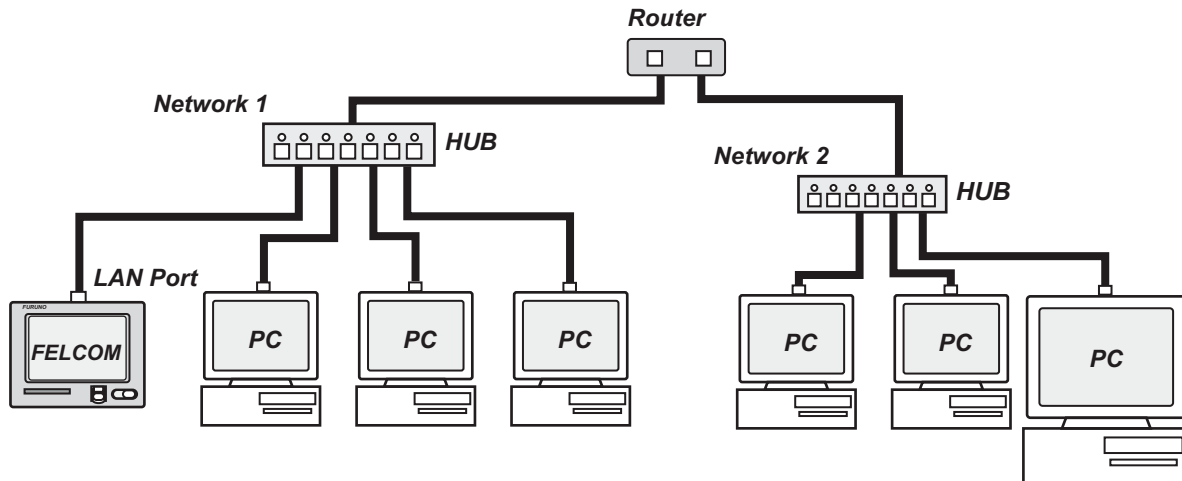 Router
Network 1
HUB
Network 2
HUB
LAN Port
FURUNO
FELCOM
PC
PC
PC
PC
PC
PC